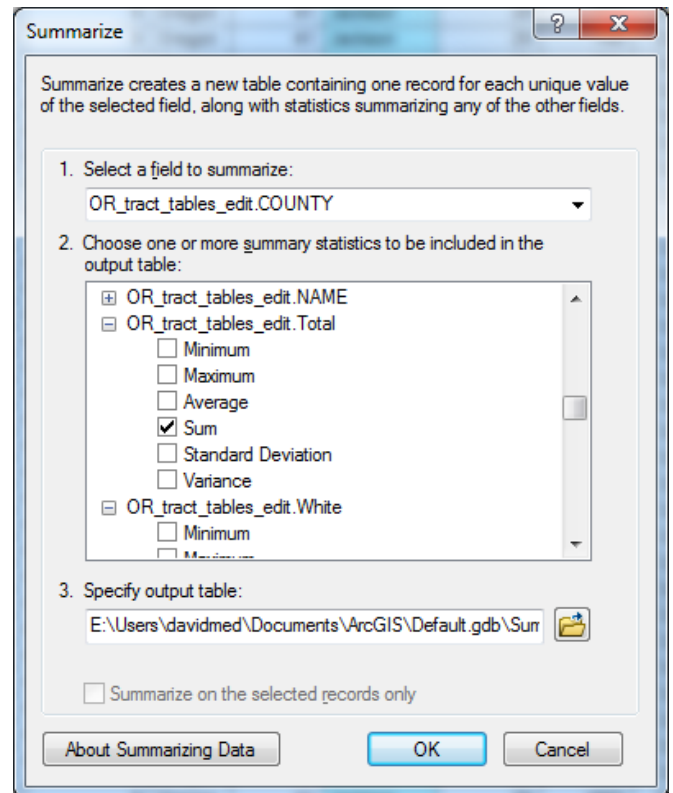 Summarize
Summarize creates a new table containing one record for each unique value
of the selected field, along with statistics summarizing any of the other fields.
1. Select a field to summarize:
OR_tract_tables_edit.COUNTY
2. Choose one or more summary statistics to be included in the
output table:
OR_tract_tables_edit.NAME
OR_tract_tables_edit.Total
Minimum
Maximum
Average
Sum
Standard Deviation
Variance
OR_tract_tables_edit.White
Minimum
Maximum
3. Specify output table:
E:\Users\davidmed\Documents\ArcGIS\Default.gdb\Sum
Summarize on the selected records only
About Summarizing Data
OK
Cancel